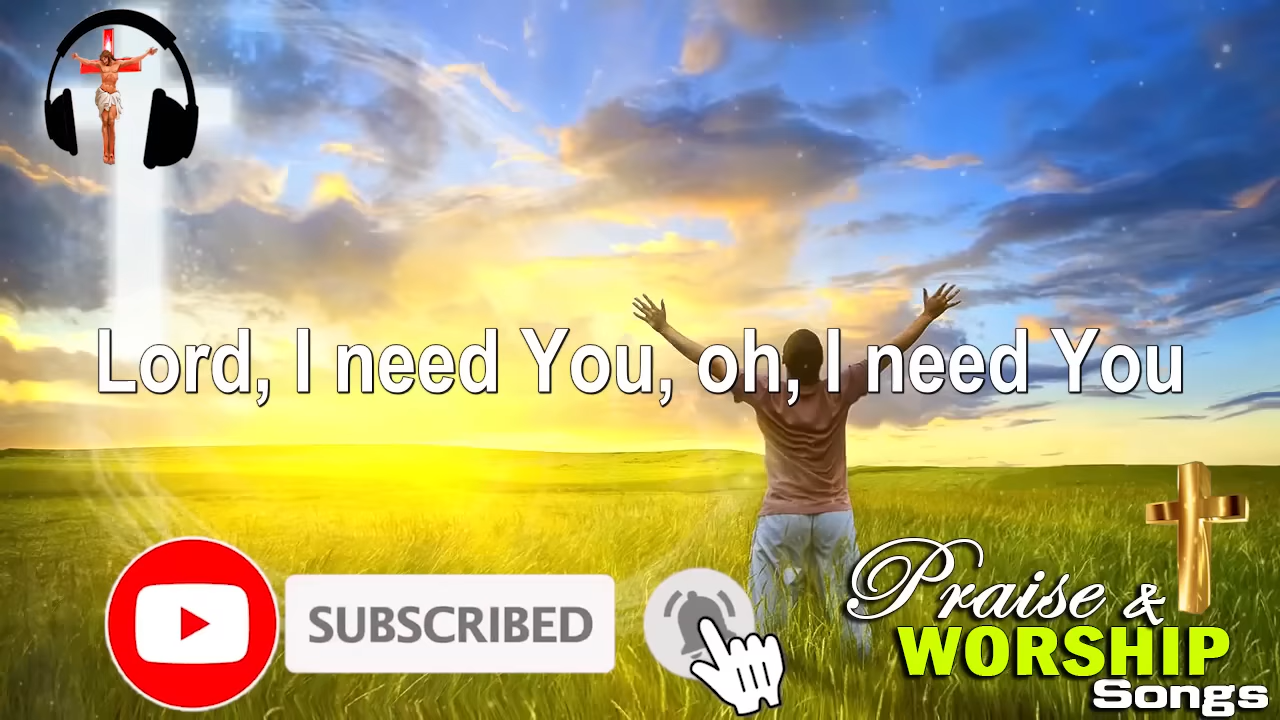 Lord, I need You, oh, I need You
SUBSCRIBED
Praise &
WORSHIP
Songs